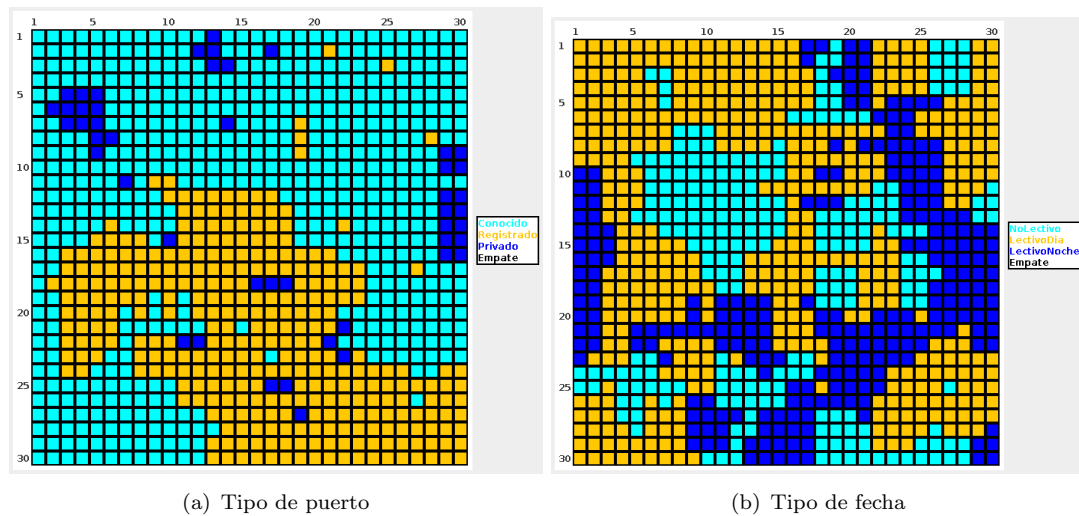 1 5 10 15 20 25 30
1
5
10
15
20
25
30
Conocido
Registrado
Privado
Empate
(a) Tipo de puerto
1 5 10 15 20 25 30
1
5
10
15
20
25
30
NoLectivo
LectivoDia
LectivoNoche
Empate
(b) Tipo de fecha